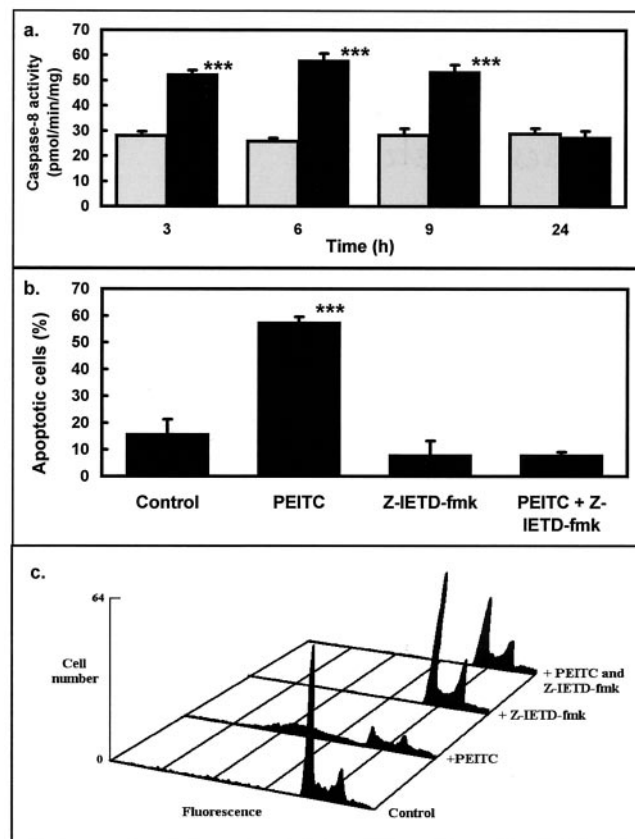 a.
Caspase-8 activity
(pmol/min/mg)
70
60
50
40
30
20
10
0
***
***
***
3 6 9 24
Time (h)
b.
Apoptotic cells (%)
70
60
50
40
30
20
10
0
***
Control PEITC Z-IETD-fmk PEITC + Z-
IETD-fmk
c.
64
Cell
number
0
Fluorescence
+ PEITC and
Z-IETD-fmk
+ Z-IETD-fmk
+PEITC
Control